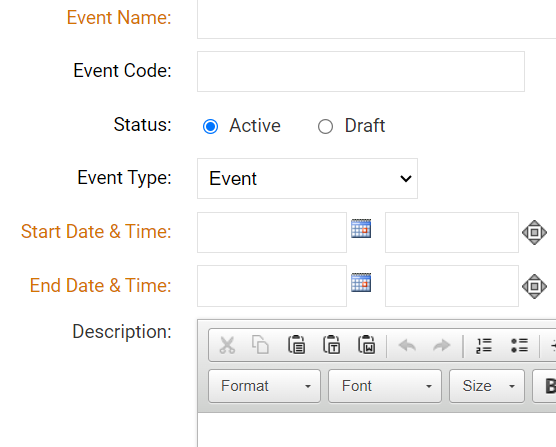 Event Name:
Event Code:
Status: Active Draft
Event Type: Event
Start Date & Time:
End Date & Time:
Description:
Format Font Size B